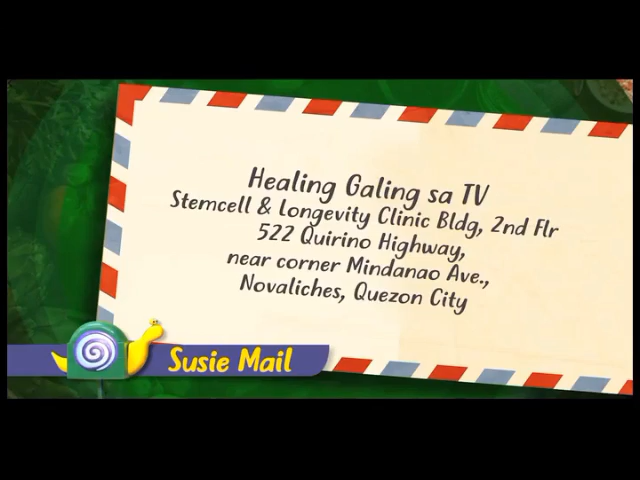 Healing Galing sa TV
Stemcell & Longevity Clinic Bldg, 2nd Flr
522 Quirino Highway,
near corner Mindanao Ave.,
Novaliches, Quezon City
Susie Mail